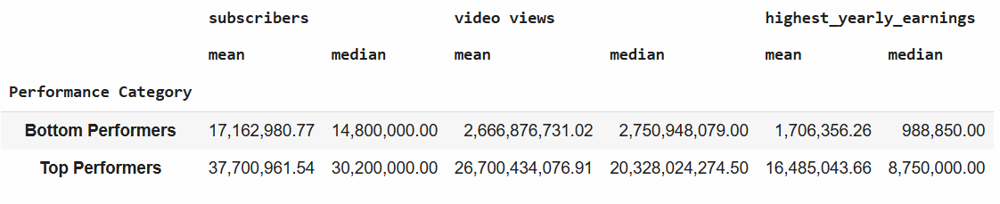 subscribers video views highest_yearly_earnings
mean median mean median mean median
Performance Category
Bottom Performers 17,162,980.77 14,800,000.00 2,666,876,731.02 2,750,948,079.00 1,706,356.26 988,850.00
Top Performers 37,700,961.54 30,200,000.00 26,700,434,076.91 20,328,024,274.50 16,485,043.66 8,750,000.00